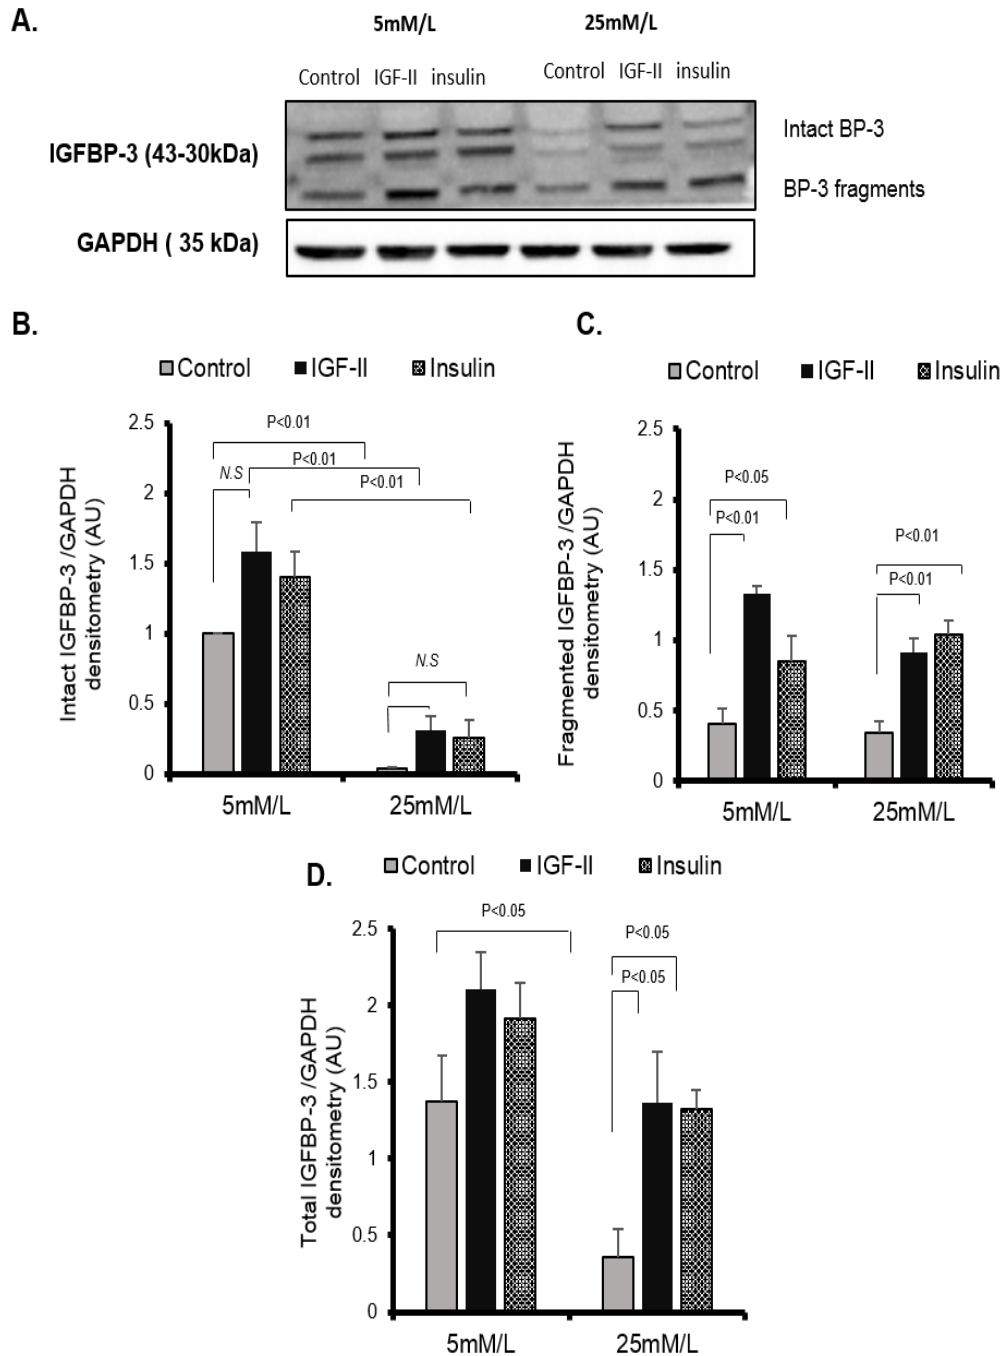 A.
5mM/L 25mM/L
Control IGF-II insulin Control IGF-II insulin
IGFBP-3 (43-30kDa)
Intact BP-3
BP-3 fragments
GAPDH ( 35 kDa)
B.
Control IGF-II Insulin
Intact IGFBP-3 /GAPDH
densitometry (AU)
2.5
2
1.5
1
0.5
0
P<0.01
N.S
P<0.01
P<0.01
N.S
5mM/L 25mM/L
C.
Control IGF-II Insulin
Fragmented IGFBP-3 /GAPDH
densitometry (AU)
2.5
2
1.5
1
0.5
0
P<0.05
P<0.01
P<0.01
P<0.01
5mM/L 25mM/L
D.
Control IGF-II Insulin
Total IGFBP-3 /GAPDH
densitometry (AU)
2.5
2
1.5
1
0.5
0
P<0.05
P<0.05
P<0.05
5mM/L 25mM/L